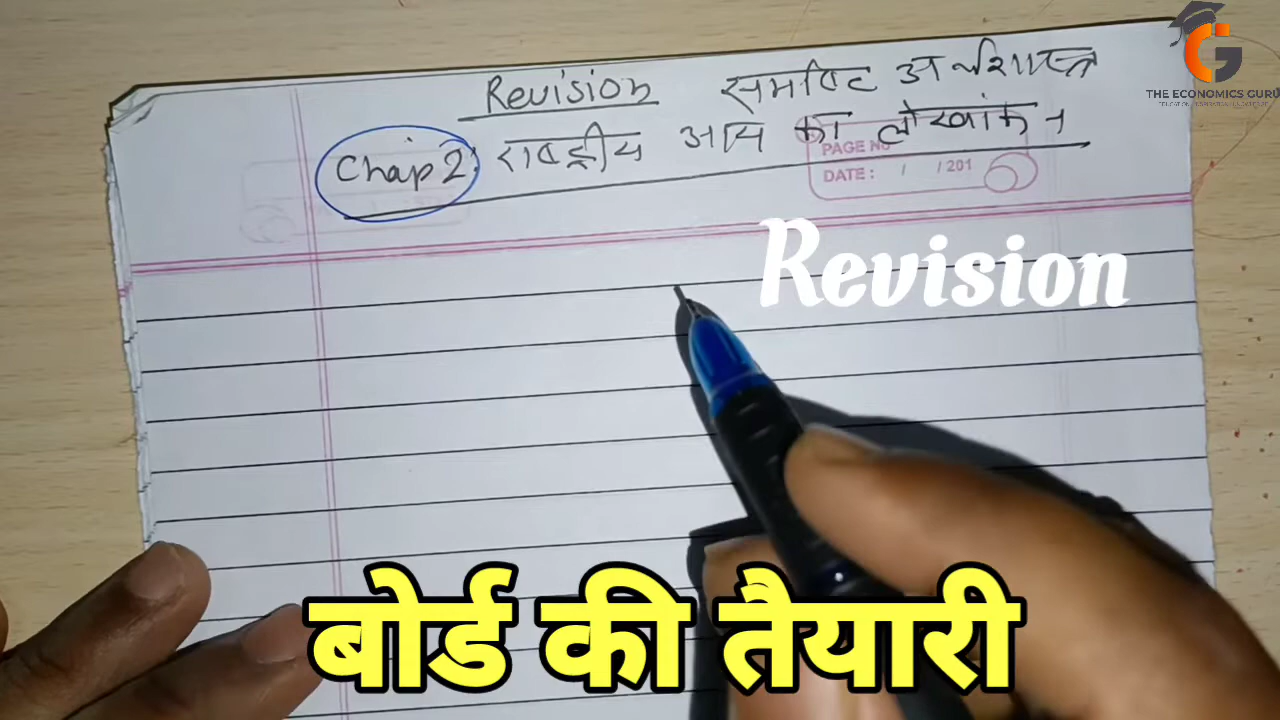 THE ECONOMICS GURU
Revision समष्टि अर्थशास्त्र
Chap 2: राष्ट्रीय आय का लेखांकन
PAGE No
DATE : / / 201
Revision
बोर्ड की तैयारी